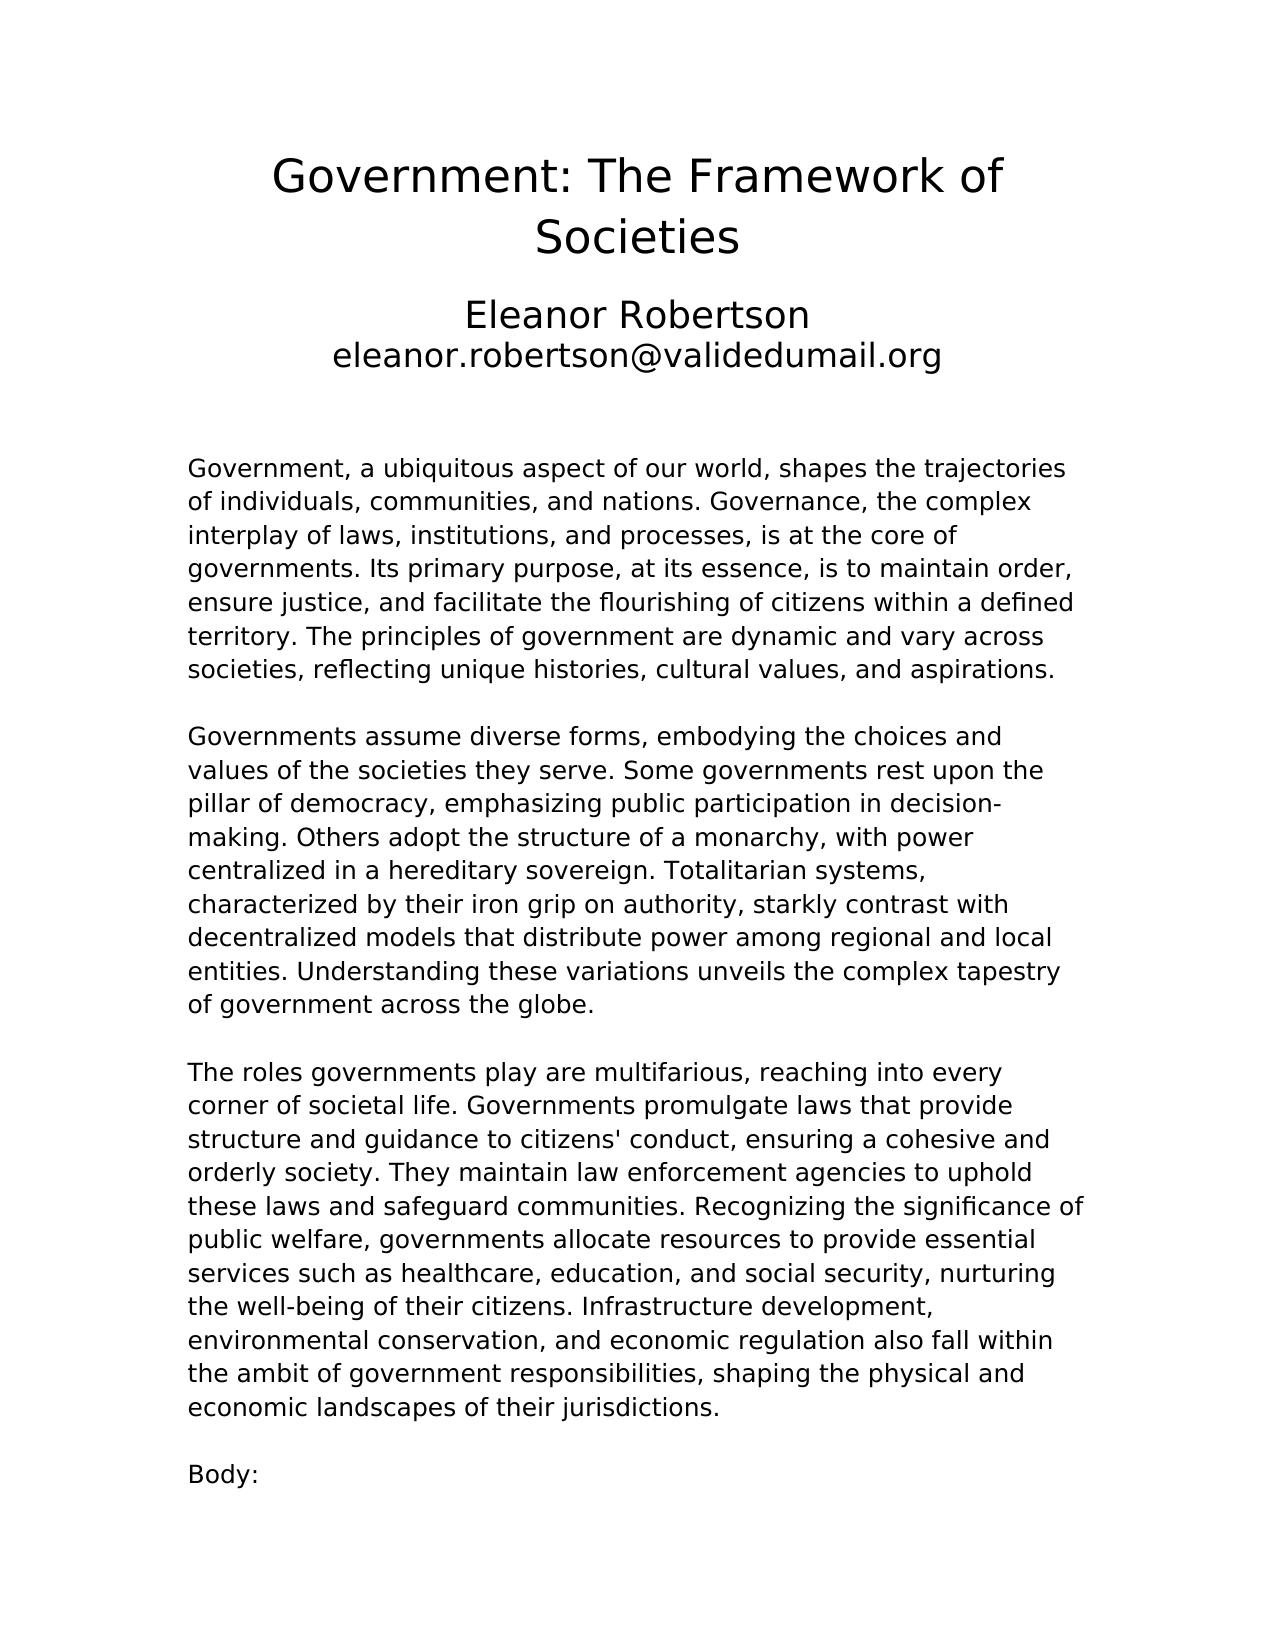 Government: The Framework of
Societies
Eleanor Robertson
eleanor.robertson@validedumail.org
Government, a ubiquitous aspect of our world, shapes the trajectories
of individuals, communities, and nations. Governance, the complex
interplay of laws, institutions, and processes, is at the core of
governments. Its primary purpose, at its essence, is to maintain order,
ensure justice, and facilitate the flourishing of citizens within a defined
territory. The principles of government are dynamic and vary across
societies, reflecting unique histories, cultural values, and aspirations.
Governments assume diverse forms, embodying the choices and
values of the societies they serve. Some governments rest upon the
pillar of democracy, emphasizing public participation in decision-
making. Others adopt the structure of a monarchy, with power
centralized in a hereditary sovereign. Totalitarian systems,
characterized by their iron grip on authority, starkly contrast with
decentralized models that distribute power among regional and local
entities. Understanding these variations unveils the complex tapestry
of government across the globe.
The roles governments play are multifarious, reaching into every
corner of societal life. Governments promulgate laws that provide
structure and guidance to citizens' conduct, ensuring a cohesive and
orderly society. They maintain law enforcement agencies to uphold
these laws and safeguard communities. Recognizing the significance of
public welfare, governments allocate resources to provide essential
services such as healthcare, education, and social security, nurturing
the well-being of their citizens. Infrastructure development,
environmental conservation, and economic regulation also fall within
the ambit of government responsibilities, shaping the physical and
economic landscapes of their jurisdictions.
Body: